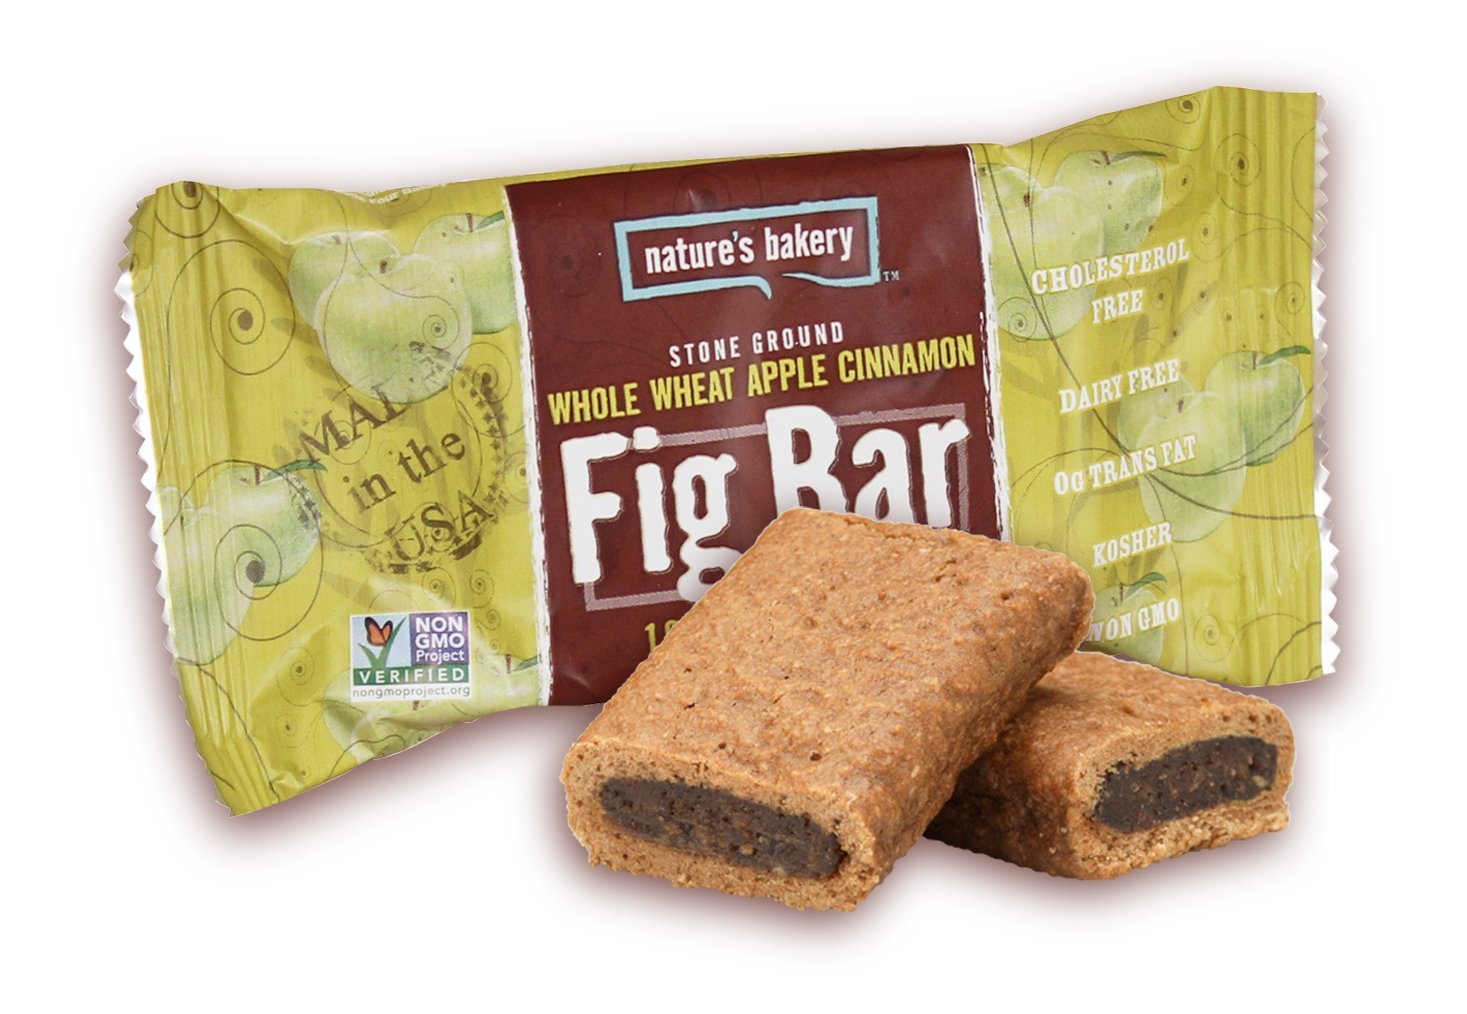 nature's bakery
TM
STONE GROUND
WHOLE WHEAT APPLE CINNAMON
Fig Bar
MADE
in the
USA
NON
GMO
Project
VERIFIED
nongmoproject.org
CHOLESTEROL
FREE
DAIRY FREE
0G TRANS FAT
KOSHER
NON GMO